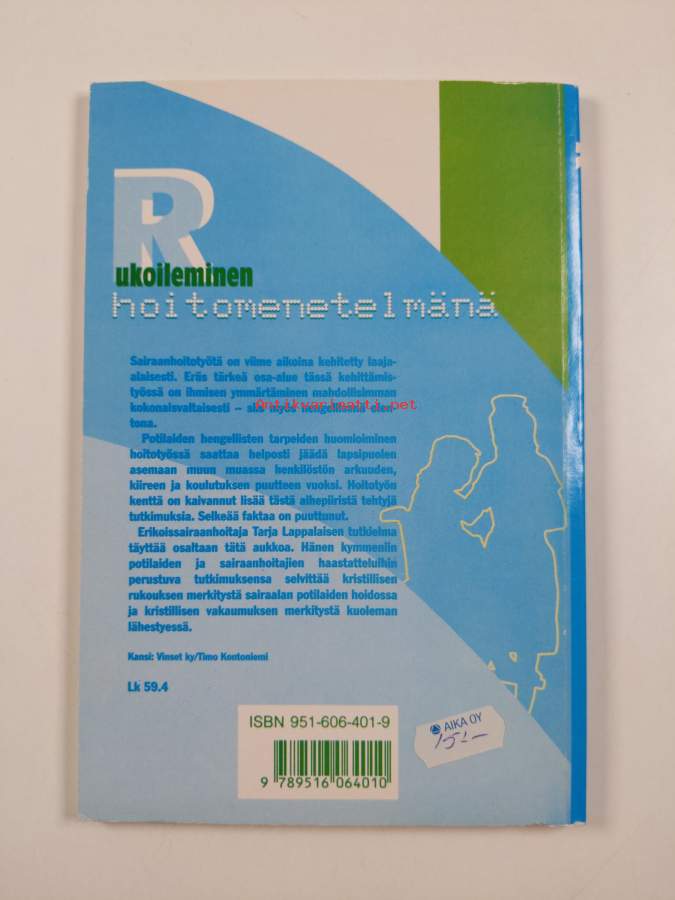 Rukoileminen
hoitomenetelmänä
Sairaanhoitotyötä on viime aikoina kehitetty laaja-
alaisesti. Eräs tärkeä osa-alue tässä kehittämis-
työssä on ihmisen ymmärtäminen mahdollisimman
kokonaisvaltaisesti – siis myös hengellisenä olen-
tona.
Antikvariaatti.net
Potilaiden hengellisten tarpeiden huomioiminen
hoitotyössä saattaa helposti jäädä lapsipuolen
asemaan muun muassa henkilöstön arkuuden,
kiireen ja koulutuksen puutteen vuoksi. Hoitotyön
kenttä on kaivannut lisää tästä aihepiiristä tehtyjä
tutkimuksia. Selkeää faktaa on puuttunut.
Erikoissairaanhoitaja Tarja Lappalaisen tutkielma
täyttää osaltaan tätä aukkoa. Hänen kymmeniin
potilaiden ja sairaanhoitajien haastatteluihin
perustuva tutkimuksensa selvittää kristillisen
rukouksen merkitystä sairaalan potilaiden hoidossa
ja kristillisen vakaumuksen merkitystä kuoleman
lähestyessä.
Kansi: Vinset ky/Timo Kontoniemi
Lk 59.4
ISBN 951-606-401-9
9 789516 064010
AIKA OY
15:-